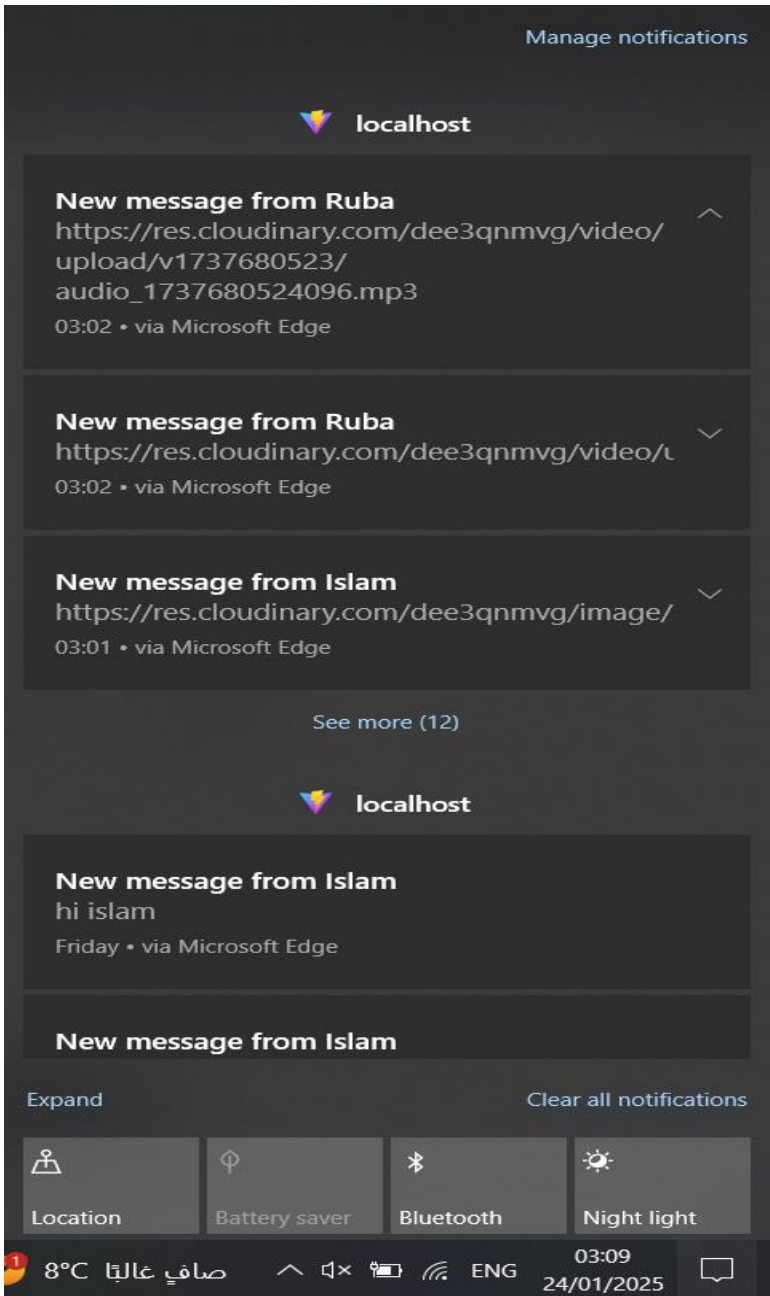 Manage notifications
localhost
New message from Ruba
https://res.cloudinary.com/dee3qnmvg/video/
upload/v1737680523/
audio_1737680524096.mp3
03:02 • via Microsoft Edge
New message from Ruba
https://res.cloudinary.com/dee3qnmvg/video/u
03:02 • via Microsoft Edge
New message from Islam
https://res.cloudinary.com/dee3qnmvg/image/
03:01 • via Microsoft Edge
See more (12)
localhost
New message from Islam
hi islam
Friday • via Microsoft Edge
New message from Islam
Expand Clear all notifications
Location Battery saver Bluetooth Night light
1 8°C صافٍ غالبًا ENG 03:09
24/01/2025